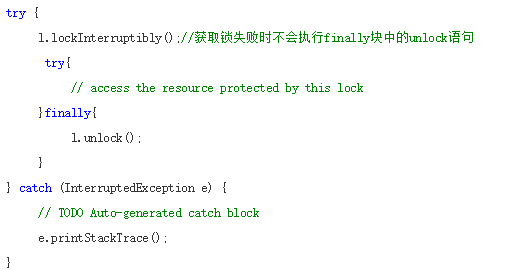 try {
l.lockInterruptibly();//获取锁失败时不会执行finally块中的unlock语句
try{
// access the resource protected by this lock
}finally{
l.unlock();
}
} catch (InterruptedException e) {
// TODO Auto-generated catch block
e.printStackTrace();
}